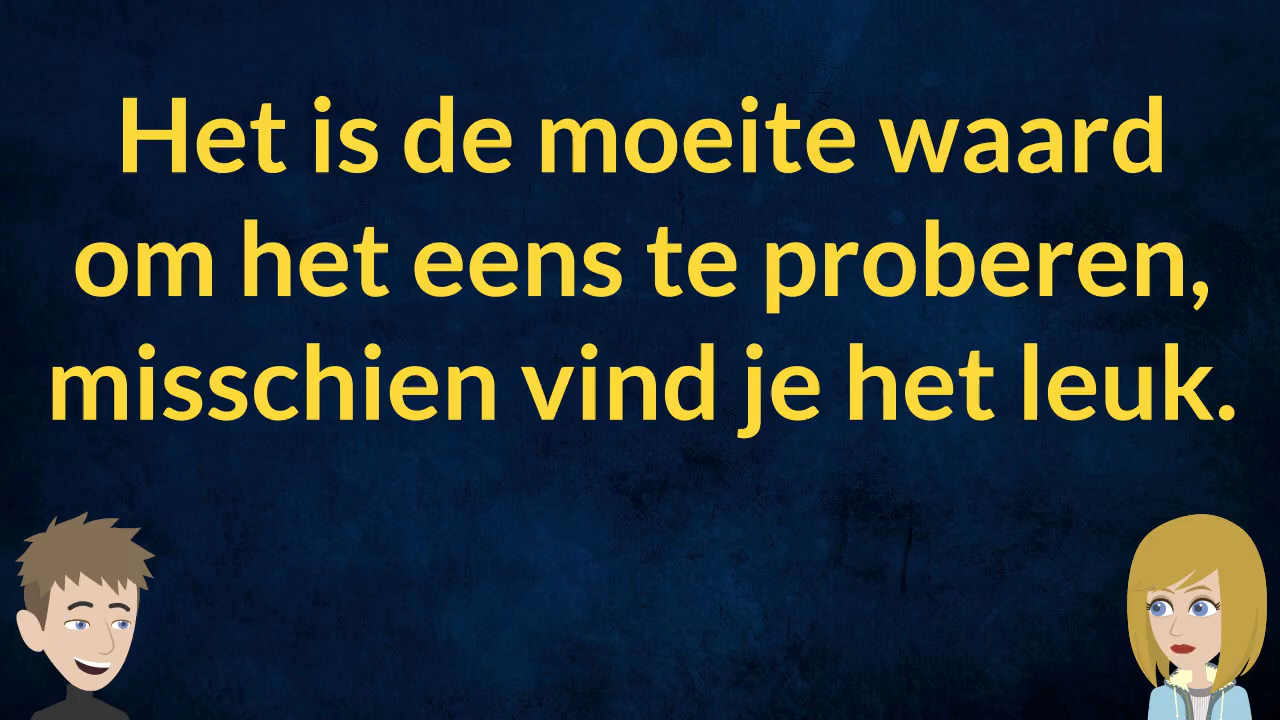 Het is de moeite waard
om het eens te proberen,
misschien vind je het leuk.